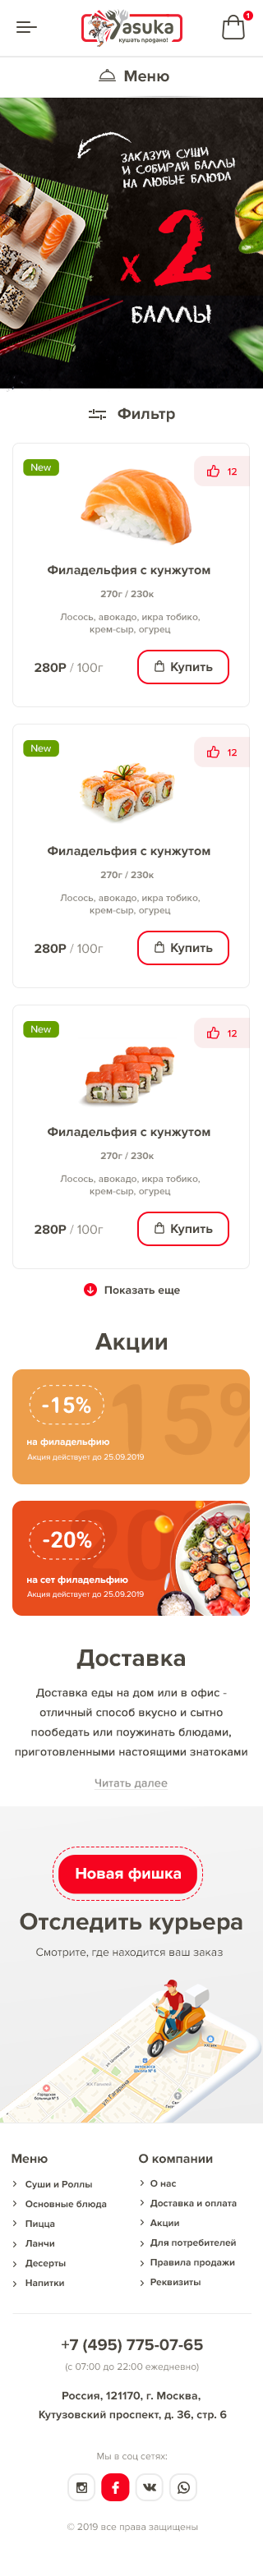 Yasuka
кушать продано!
1
Меню
ЗАКАЗУЙ СУШИ
И СОБИРАЙ БАЛЛЫ
НА ЛЮБЫЕ БЛЮДА
x2
БАЛЛЫ
Фильтр
New
12
Филадельфия с кунжутом
270г / 230к
Лосось, авокадо, икра тобико,
крем-сыр, огурец
280Р / 100г
Купить
New
12
Филадельфия с кунжутом
270г / 230к
Лосось, авокадо, икра тобико,
крем-сыр, огурец
280Р / 100г
Купить
New
12
Филадельфия с кунжутом
270г / 230к
Лосось, авокадо, икра тобико,
крем-сыр, огурец
280Р / 100г
Купить
Показать еще
Акции
15%
-15%
на филадельфию
Акция действует до 25.09.2019
20
-20%
на сет филадельфию
Акция действует до 25.09.2019
Доставка
Доставка еды на дом или в офис -
отличный способ вкусно и сытно
пообедать или поужинать блюдами,
приготовленными настоящими знатоками
Читать далее
Новая фишка
Отследить курьера
Смотрите, где находится ваш заказ
ул.Гагарина
Меню
Суши и Роллы
Основные блюда
Пицца
Ланчи
Десерты
Напитки
О компании
О нас
Доставка и оплата
Акции
Для потребителей
Правила продажи
Реквизиты
+7 (495) 775-07-65
(с 07:00 до 22:00 ежедневно)
Россия, 121170, г. Москва,
Кутузовский проспект, д. 36, стр. 6
Мы в соц сетях:
© 2019 все права защищены